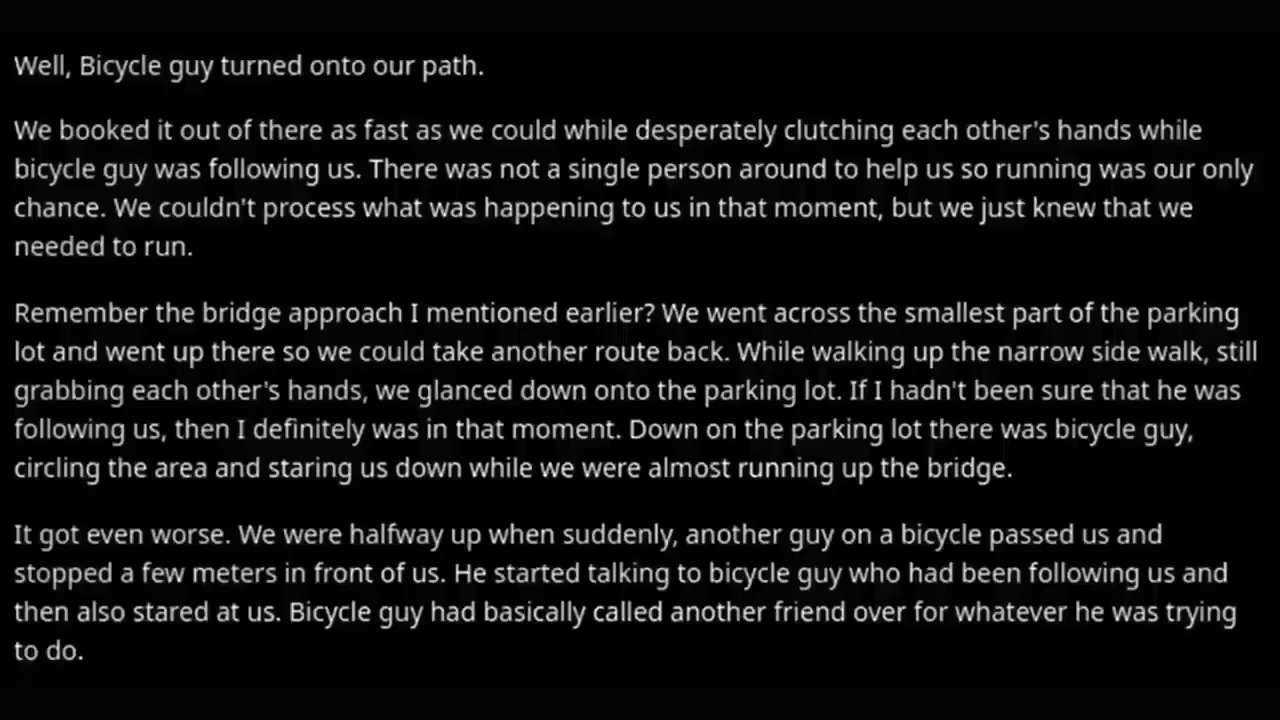 Well, Bicycle guy turned onto our path.
We booked it out of there as fast as we could while desperately clutching each other's hands while
bicycle guy was following us. There was not a single person around to help us so running was our only
chance. We couldn't process what was happening to us in that moment, but we just knew that we
needed to run.
Remember the bridge approach I mentioned earlier? We went across the smallest part of the parking
lot and went up there so we could take another route back. While walking up the narrow side walk, still
grabbing each other's hands, we glanced down onto the parking lot. If I hadn't been sure that he was
following us, then I definitely was in that moment. Down on the parking lot there was bicycle guy,
circling the area and staring us down while we were almost running up the bridge.
It got even worse. We were halfway up when suddenly, another guy on a bicycle passed us and
stopped a few meters in front of us. He started talking to bicycle guy who had been following us and
then also stared at us. Bicycle guy had basically called another friend over for whatever he was trying
to do.